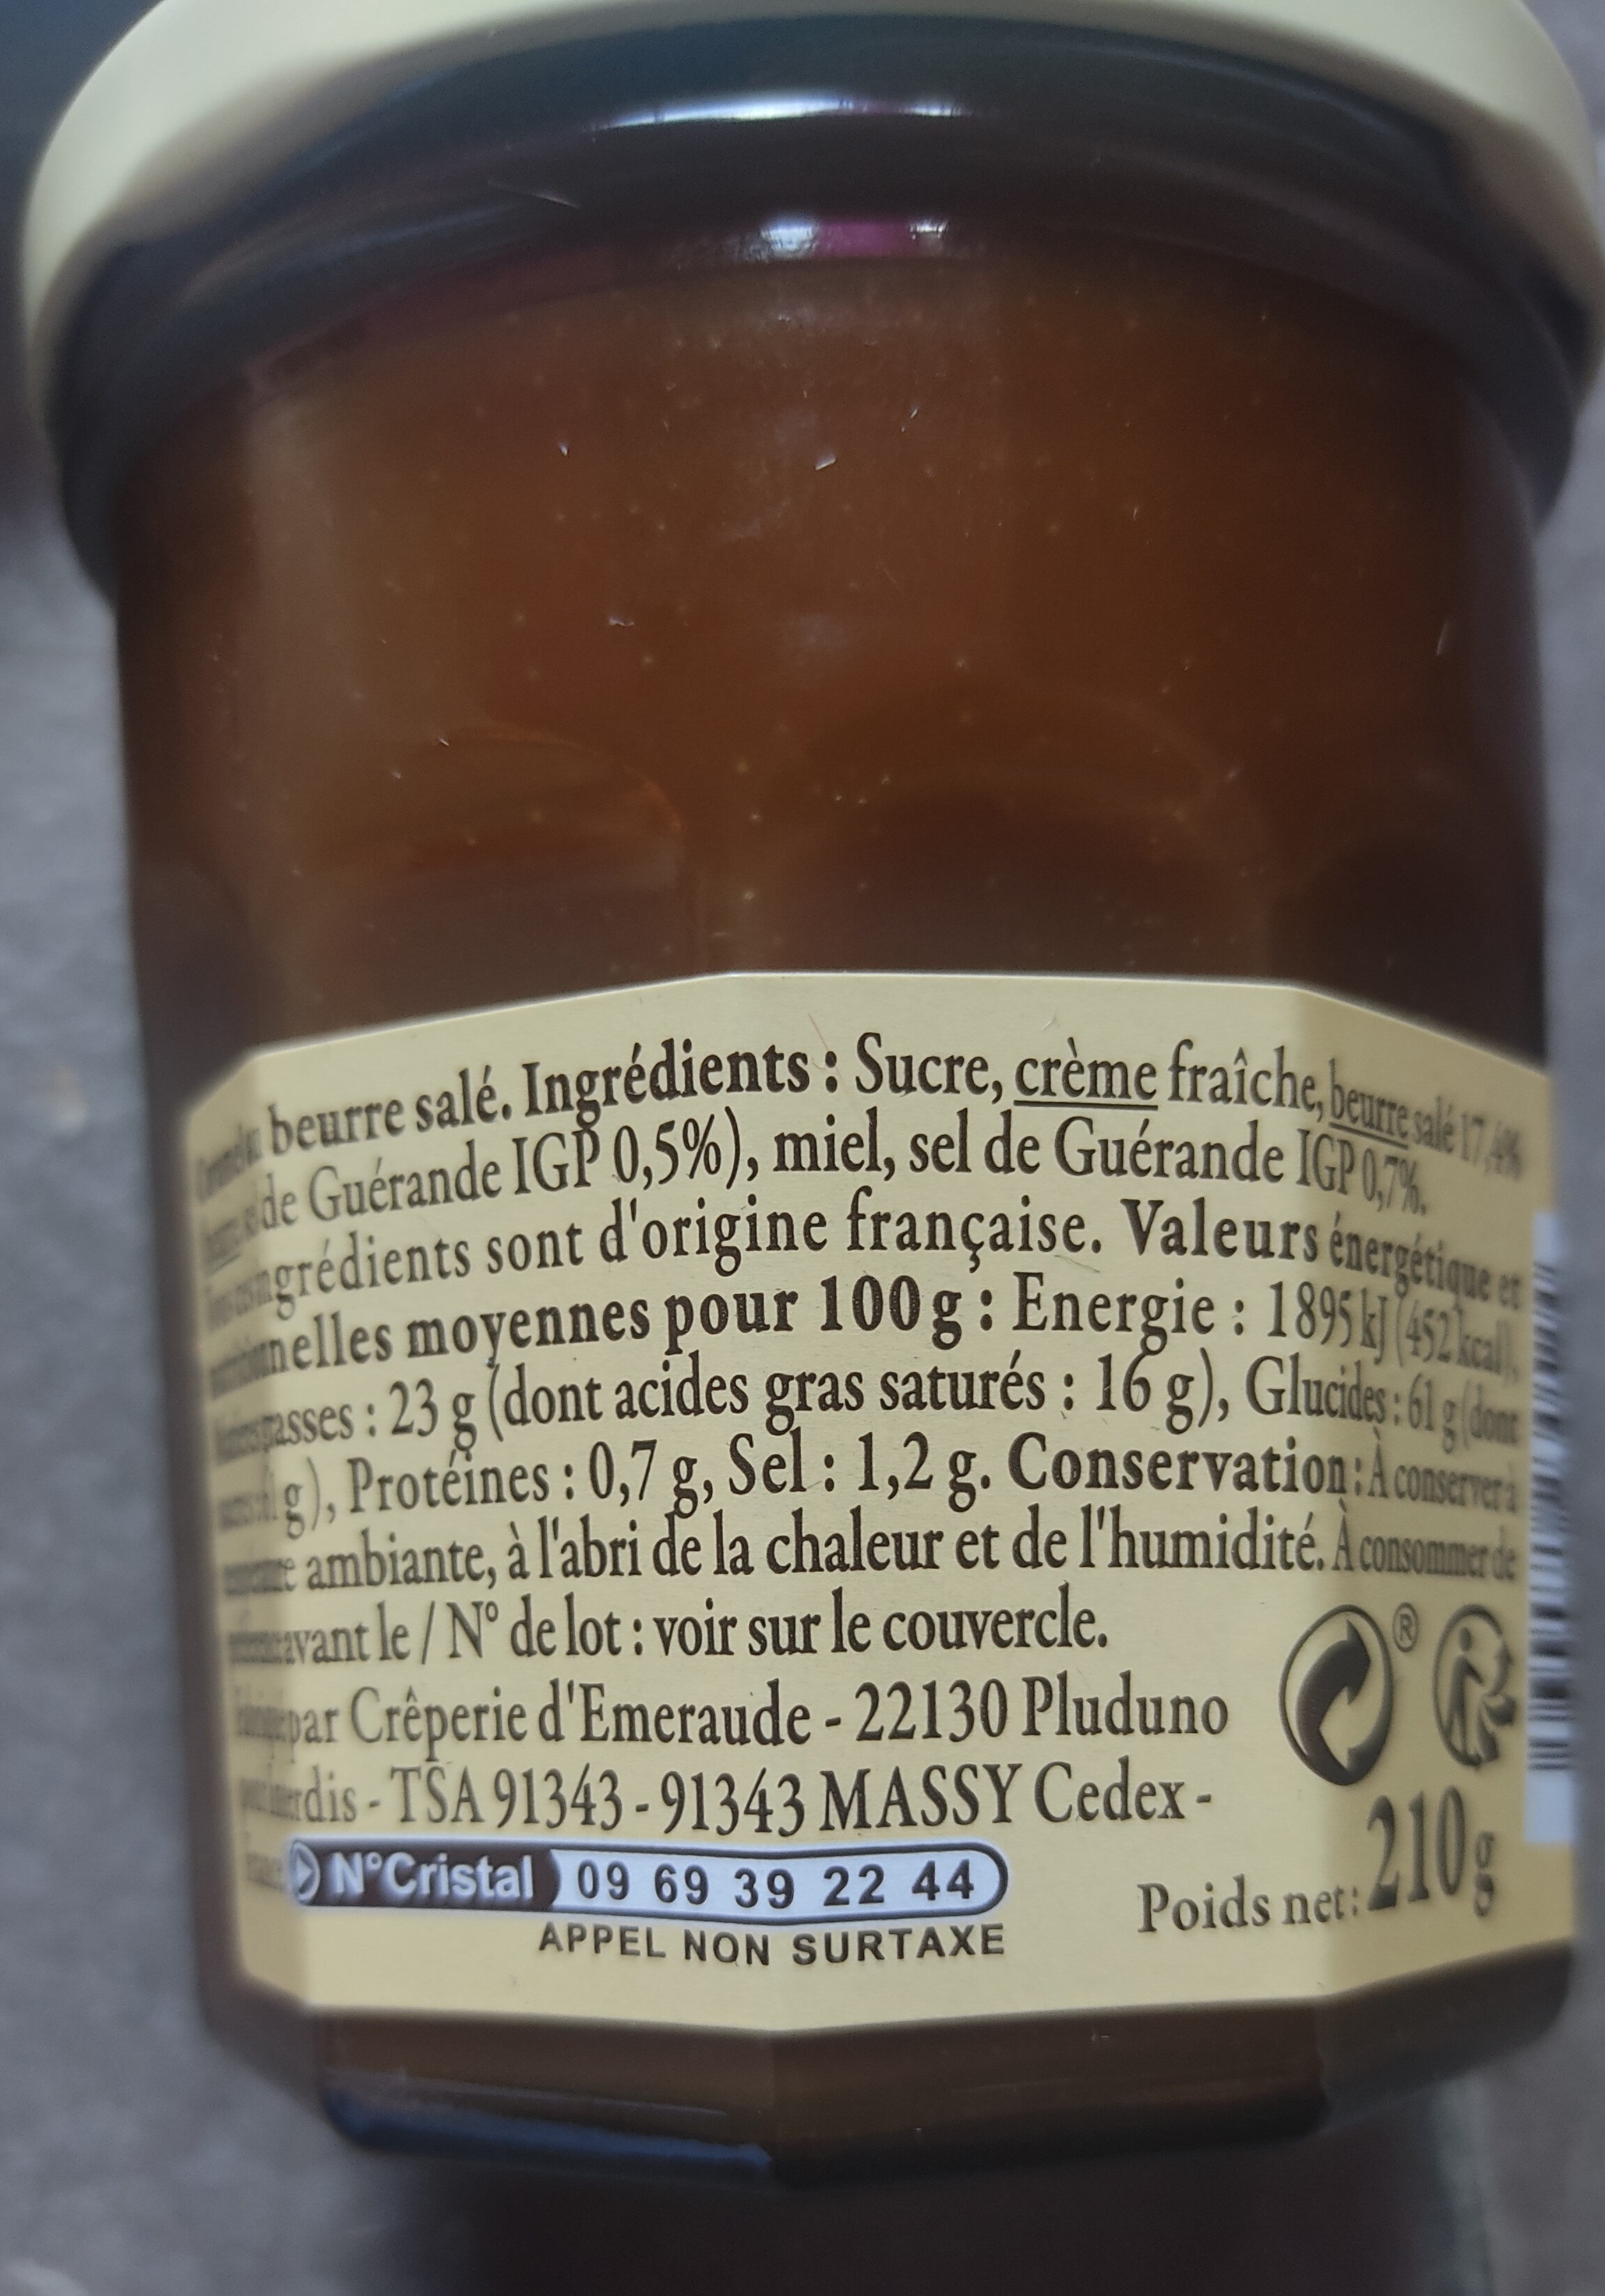 beurre salé. Ingrédients : Sucre, crème fraîche, beurre salé 17,4%
de Guérande IGP 0,5%), miel, sel de Guérande IGP 0,7%.
ingrédients sont d'origine française. Valeurs énergétique et
nutritionnelles moyennes pour 100 g : Energie : 1895 kJ (452 kcal),
grasses : 23 g (dont acides gras saturés : 16 g), Glucides : 61 g (dont
g), Protéines : 0,7 g, Sel : 1,2 g. Conservation : À conserver à
ambiante, à l'abri de la chaleur et de l'humidité. À consommer de
avant le / N° de lot : voir sur le couvercle.
par Crêperie d'Emeraude - 22130 Pluduno
- TSA 91343 - 91343 MASSY Cedex -
N°Cristal 09 69 39 22 44
APPEL NON SURTAXE
®
Poids net : 210 g